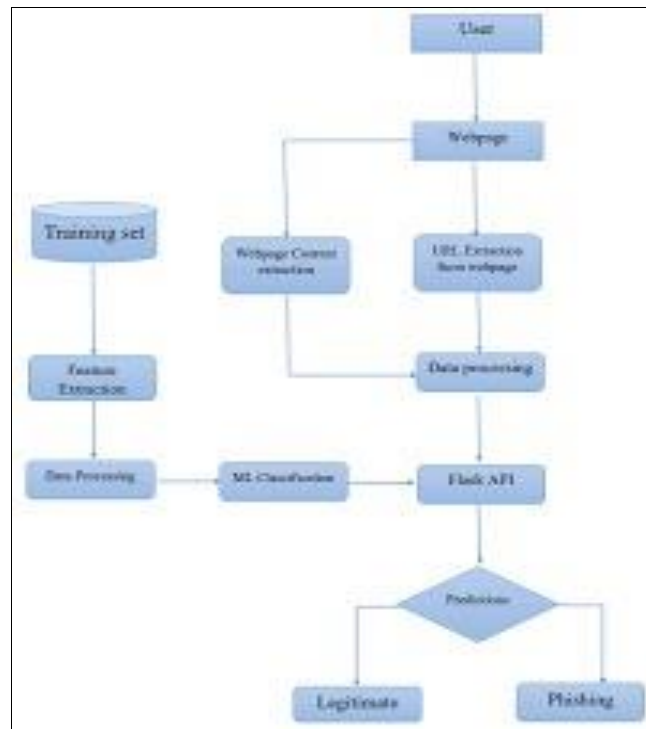 User
Webpage
Training set
Webpage Content
extraction
URL Extraction
from webpage
Feature
Extraction
Data processing
Data Processing
ML Classification
Flask API
Predictions
Legitimate
Phishing